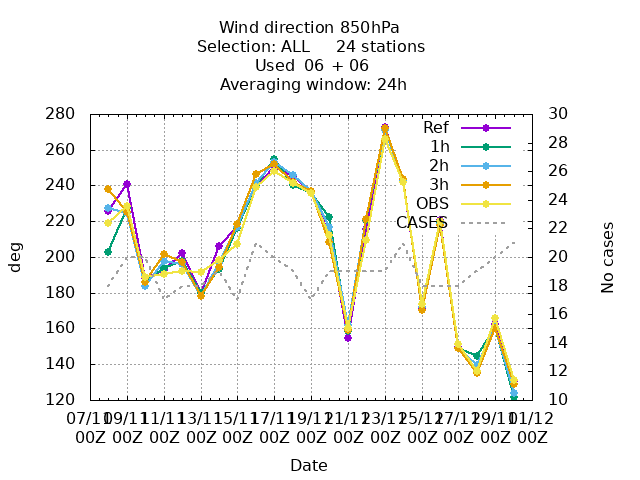 Wind direction 850hPa
Selection: ALL 24 stations
Used 06 + 06
Averaging window: 24h
280
260
240
220
200
180
160
140
120
deg
30
28
26
24
22
20
18
16
14
12
10
No cases
Ref
1h
2h
3h
OBS
CASES
07/11 09/11 11/11 13/11 15/11 17/11 19/11 21/11 23/11 25/11 27/11 29/11 01/12
00Z 00Z 00Z 00Z 00Z 00Z 00Z 00Z 00Z 00Z 00Z 00Z 00Z
Date